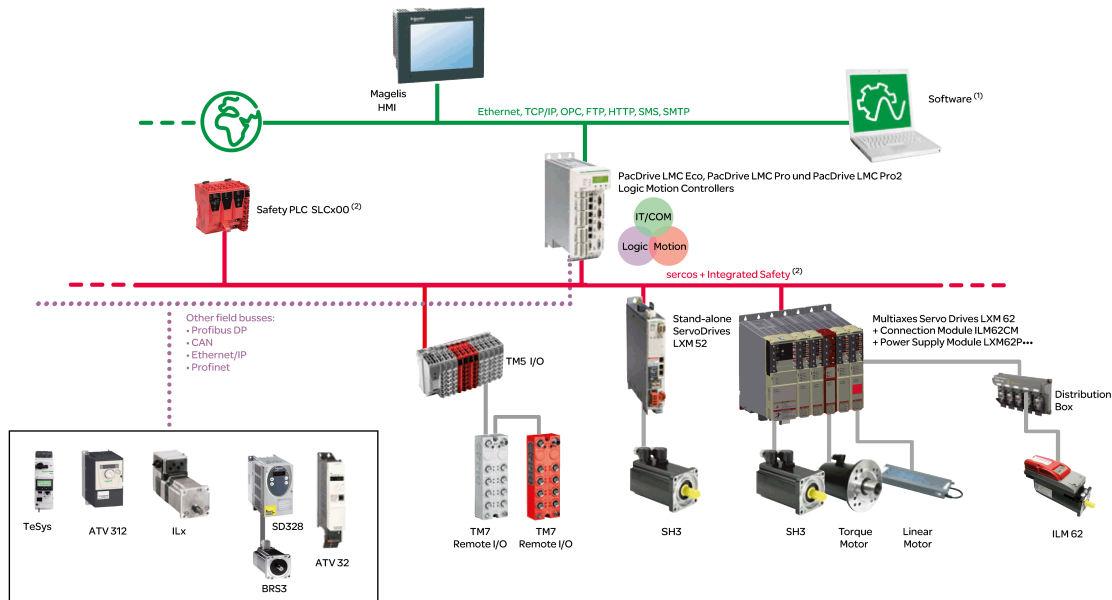 Schneider
Magelis
HMI
Ethernet, TCP/IP, OPC, FTP, HTTP, SMS, SMTP
Software (1)
PacDrive LMC Eco, PacDrive LMC Pro und PacDrive LMC Pro2
Logic Motion Controllers
IT/COM
Logic
Motion
Safety PLC SLCx00 (2)
sercos + Integrated Safety (2)
Other field busses:
• Profibus DP
• CAN
• Ethernet/IP
• Profinet
TM5 I/O
Stand-alone
ServoDrives
LXM 52
Multiaxes Servo Drives LXM 62
+ Connection Module ILM62CM
+ Power Supply Module LXM62P•••
Distribution
Box
TeSys
ATV 312
ILx
SD328
BRS3
ATV 32
TM7
Remote I/O
TM7
Remote I/O
SH3
SH3
Torque
Motor
Linear
Motor
ILM 62